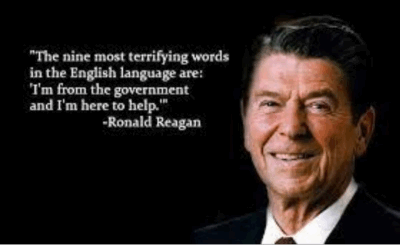 "The nine most terrifying words
in the English language are:
'I'm from the government
and I'm here to help.'"
-Ronald Reagan